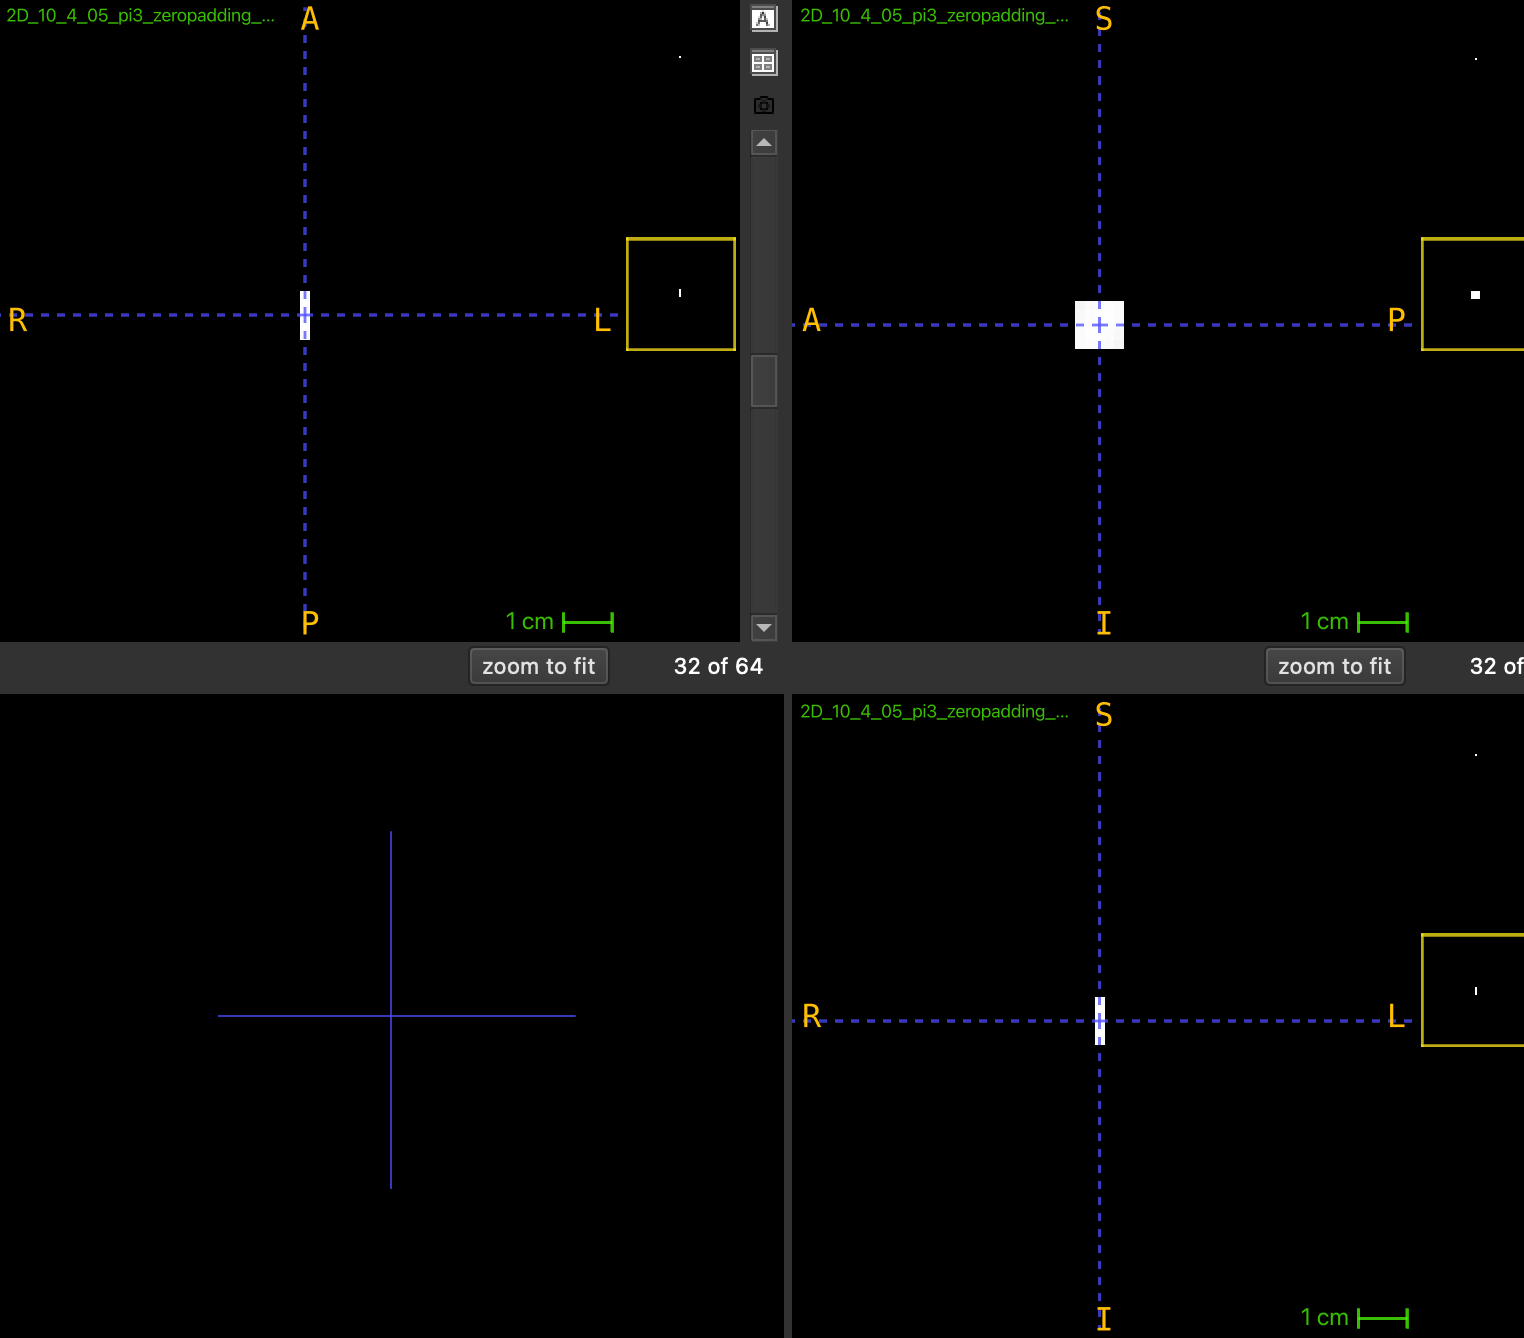 2D_10_4_05_pi3_zeropadding_...
A
A
R
L
P
1 cm
zoom to fit
32 of 64
2D_10_4_05_pi3_zeropadding_...
S
A
P
I
1 cm
zoom to fit
32 of
2D_10_4_05_pi3_zeropadding_...
S
R
L
I
1 cm